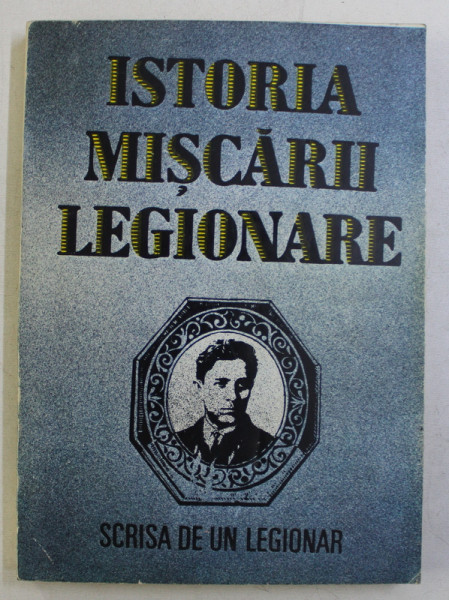 ISTORIA
MIȘCĂRII
LEGIONARE
SCRISA DE UN LEGIONAR